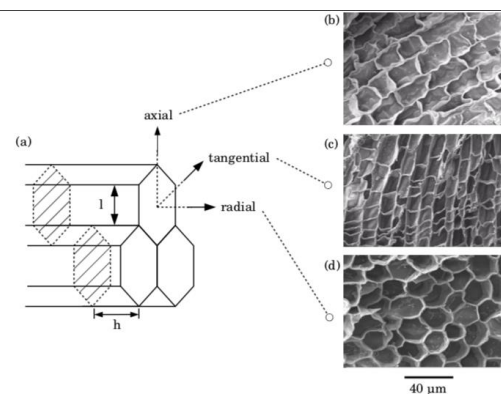 (b)
axial
(a)
(c)
tangential
l
radial
(d)
h
40 μm